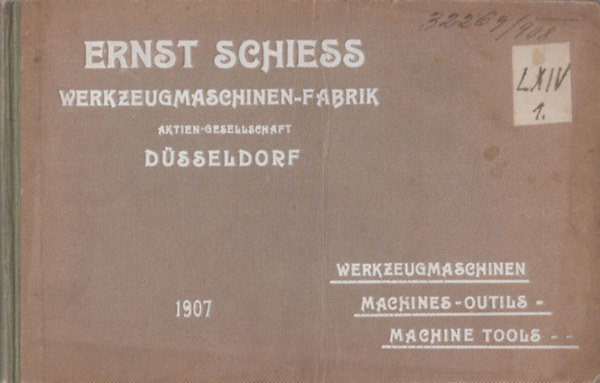 32269/908
ERNST SCHIESS
WERKZEUGMASCHINEN-FABRIK
AKTIEN-GESELLSCHAFT
DÜSSELDORF
LXIV
1.
WERKZEUGMASCHINEN
MACHINES-OUTILS -
MACHINE TOOLS - -
1907